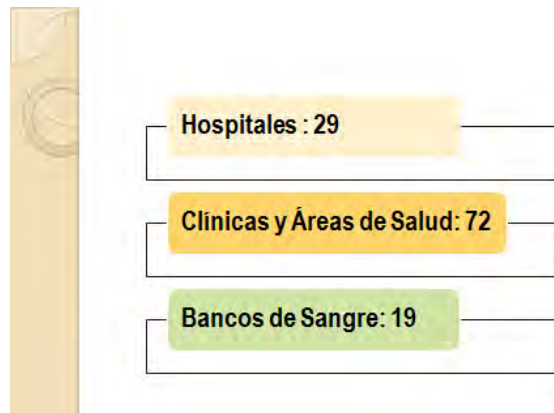 Hospitales : 29
Clínicas y Áreas de Salud: 72
Bancos de Sangre: 19